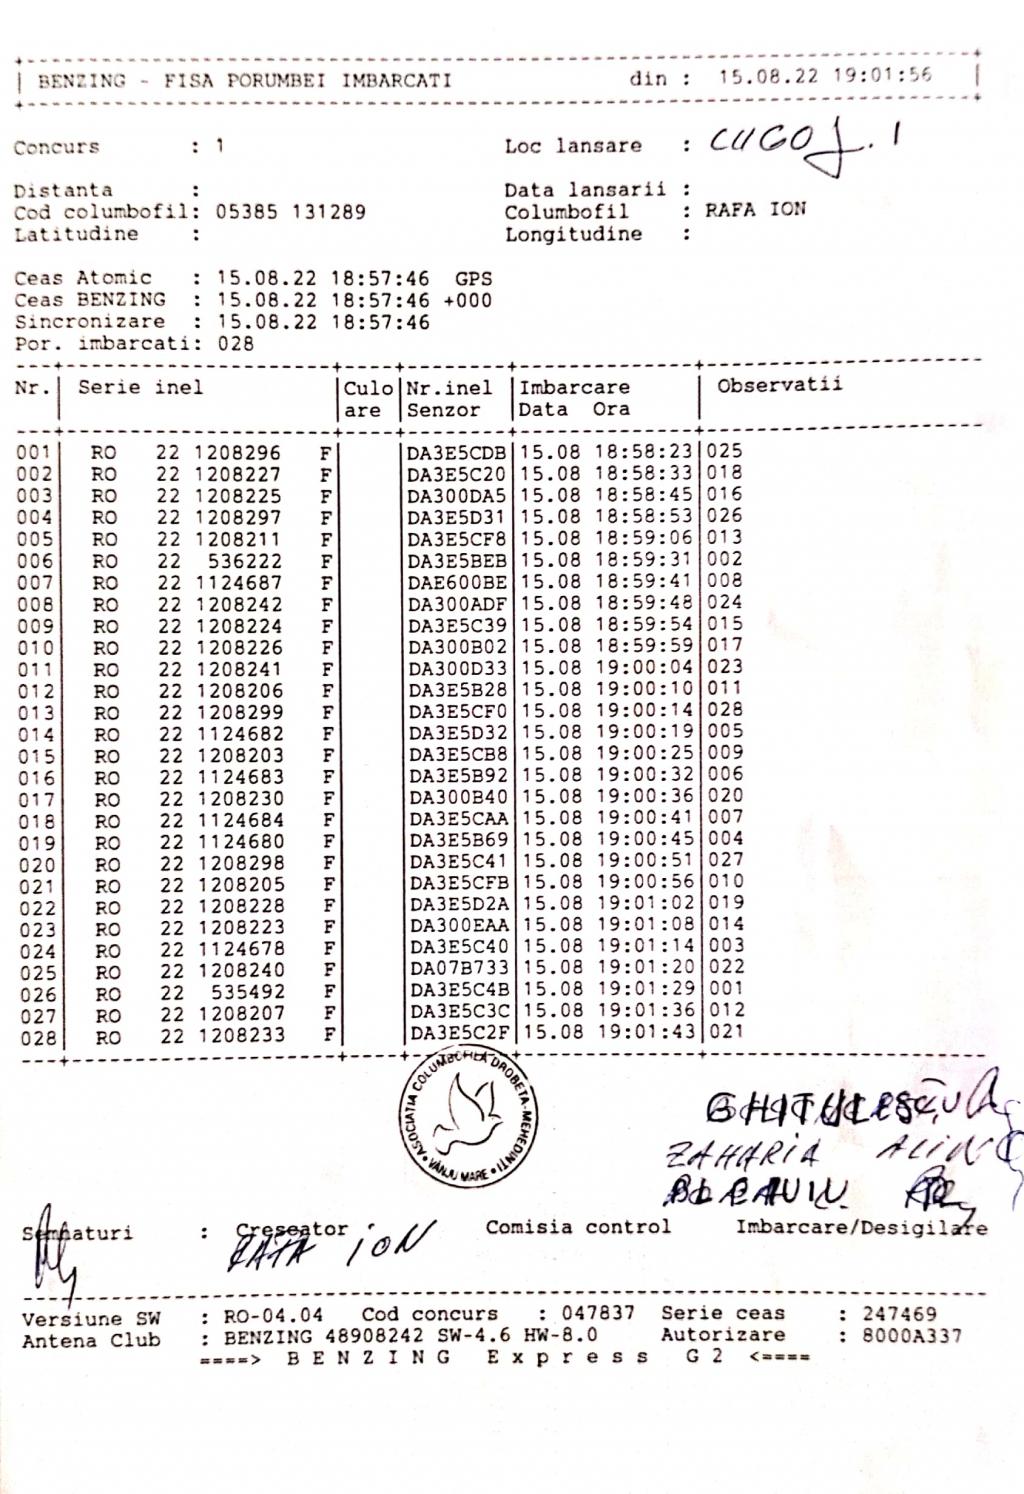 BENZING - FISA PORUMBEI IMBARCATI din : 15.08.22 19:01:56
Concurs : 1 Loc lansare : LUGOJ. 1
Distanta : Data lansarii :
Cod columbofil: 05385 131289 Columbofil : RAFA ION
Latitudine : Longitudine :
Ceas Atomic : 15.08.22 18:57:46 GPS
Ceas BENZING : 15.08.22 18:57:46 +000
Sincronizare : 15.08.22 18:57:46
Por. imbarcati: 028
Nr. Serie inel Culo Nr.inel Imbarcare Observatii
are Senzor Data Ora
001 RO 22 1208296 F DA3E5CDB 15.08 18:58:23 025
002 RO 22 1208227 F DA3E5C20 15.08 18:58:33 018
003 RO 22 1208225 F DA300DA5 15.08 18:58:45 016
004 RO 22 1208297 F DA3E5D31 15.08 18:58:53 026
005 RO 22 1208211 F DA3E5CF8 15.08 18:59:06 013
006 RO 22 536222 F DA3E5BEB 15.08 18:59:31 002
007 RO 22 1124687 F DAE600BE 15.08 18:59:41 008
008 RO 22 1208242 F DA300ADF 15.08 18:59:48 024
009 RO 22 1208224 F DA3E5C39 15.08 18:59:54 015
010 RO 22 1208226 F DA300B02 15.08 18:59:59 017
011 RO 22 1208241 F DA300D33 15.08 19:00:04 023
012 RO 22 1208206 F DA3E5B28 15.08 19:00:10 011
013 RO 22 1208299 F DA3E5CF0 15.08 19:00:14 028
014 RO 22 1124682 F DA3E5D32 15.08 19:00:19 005
015 RO 22 1208203 F DA3E5CB8 15.08 19:00:25 009
016 RO 22 1124683 F DA3E5B92 15.08 19:00:32 006
017 RO 22 1208230 F DA300B40 15.08 19:00:36 020
018 RO 22 1124684 F DA3E5CAA 15.08 19:00:41 007
019 RO 22 1124680 F DA3E5B69 15.08 19:00:45 004
020 RO 22 1208298 F DA3E5C41 15.08 19:00:51 027
021 RO 22 1208205 F DA3E5CFB 15.08 19:00:56 010
022 RO 22 1208228 F DA3E5D2A 15.08 19:01:02 019
023 RO 22 1208223 F DA300EAA 15.08 19:01:08 014
024 RO 22 1124678 F DA3E5C40 15.08 19:01:14 003
025 RO 22 1208240 F DA07B733 15.08 19:01:20 022
026 RO 22 535492 F DA3E5C4B 15.08 19:01:29 001
027 RO 22 1208207 F DA3E5C3C 15.08 19:01:36 012
028 RO 22 1208233 F DA3E5C2F 15.08 19:01:43 021
ASOCIATIA COLUMBOFILA DROBETA-MEHEDINTI
VÂNJU MARE
GHITULESCU
ZAHARIA ALIN
Semnaturi : Crescator Comisia control Imbarcare/Desigilare
RAFA ION
Versiune SW : RO-04.04 Cod concurs : 047837 Serie ceas : 247469
Antena Club : BENZING 48908242 SW-4.6 HW-8.0 Autorizare : 8000A337
====> B E N Z I N G E x p r e s s G 2 <====